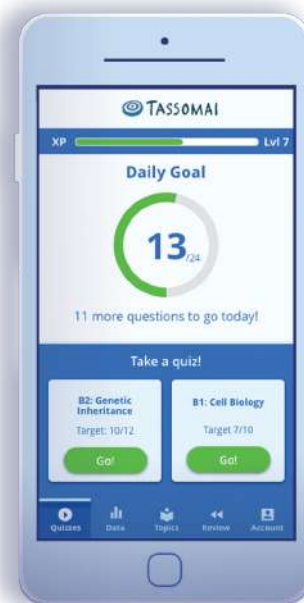 TASSOMAI
XP Lvl 7
Daily Goal
13/24
11 more questions to go today!
Take a quiz!
B2: Genetic
Inheritance
Target: 10/12
Go!
B1: Cell Biology
Target 7/10
Go!
Quizzes Data Topics Review Account